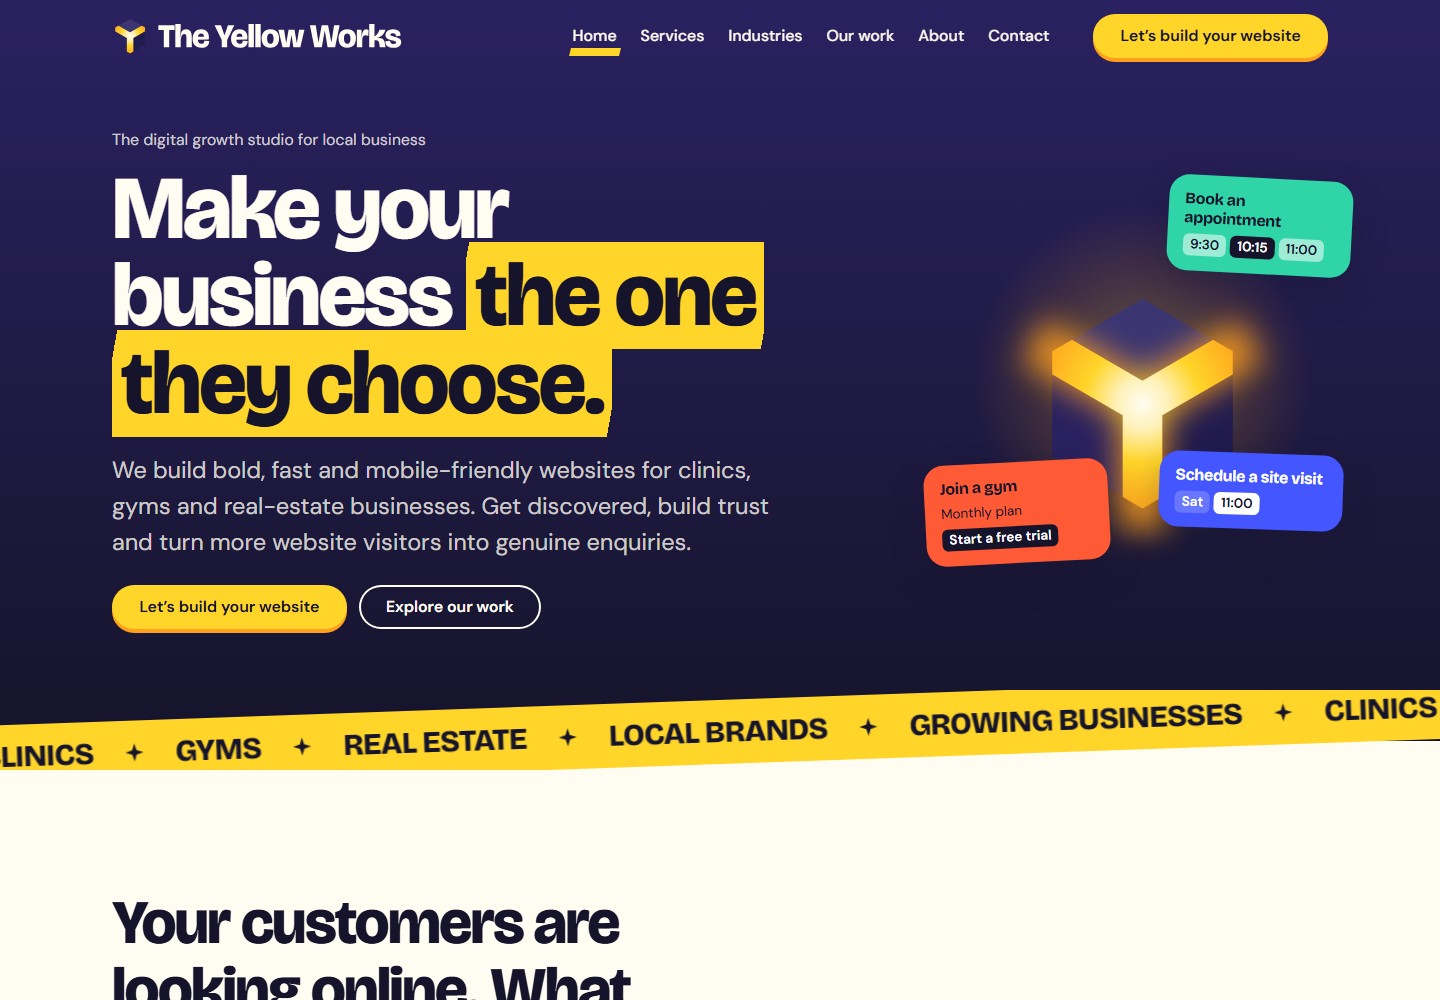 The Yellow Works
Home Services Industries Our work About Contact
Let’s build your website
The digital growth studio for local business
Make your
business the one
they choose.
We build bold, fast and mobile-friendly websites for clinics,
gyms and real-estate businesses. Get discovered, build trust
and turn more website visitors into genuine enquiries.
Let’s build your website
Explore our work
Book an
appointment
9:30 10:15 11:00
Join a gym
Monthly plan
Start a free trial
Schedule a site visit
Sat 11:00
CLINICS ✦ GYMS ✦ REAL ESTATE ✦ LOCAL BRANDS ✦ GROWING BUSINESSES ✦ CLINICS
Your customers are
looking online. What